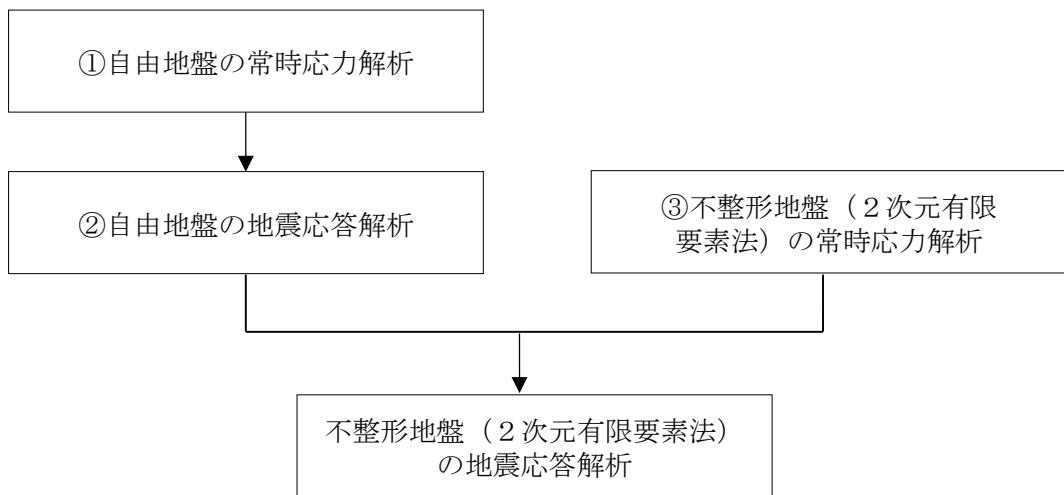 ①自由地盤の常時応力解析
②自由地盤の地震応答解析
③不整形地盤（２次元有限
要素法）の常時応力解析
不整形地盤（２次元有限要素法）
の地震応答解析